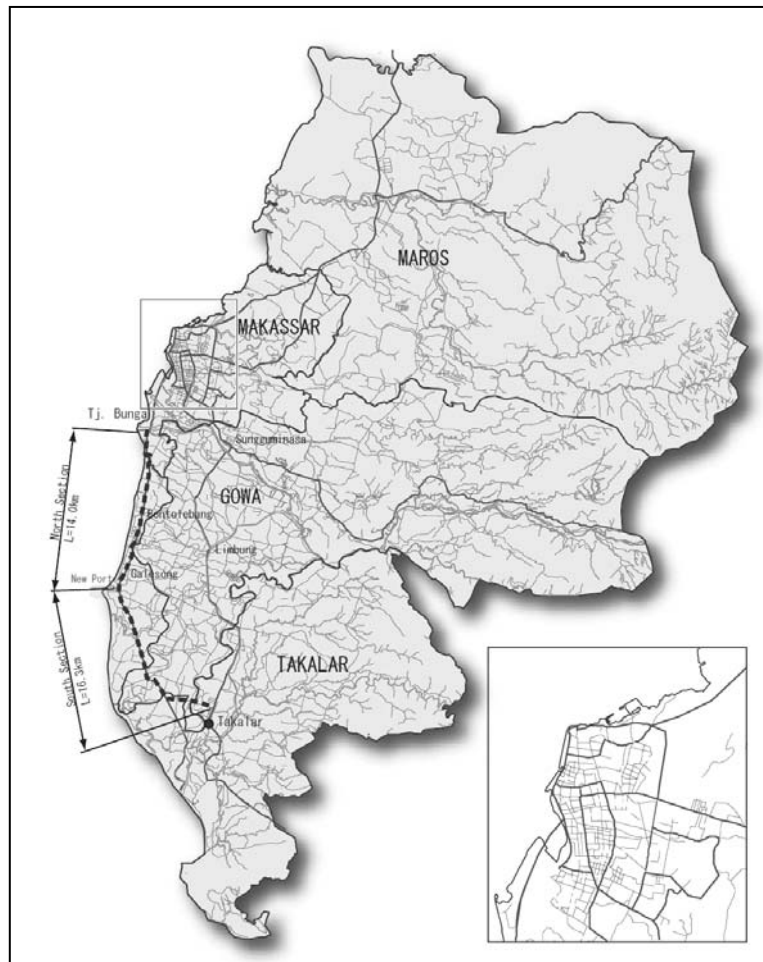 MAROS
MAKASSAR
Tj. Bunga
Sungguminasa
North Section
L=14.0km
GOWA
Bontolebang
Limbung
New Port
Galesong
South Section
L=16.3km
TAKALAR
Takalar